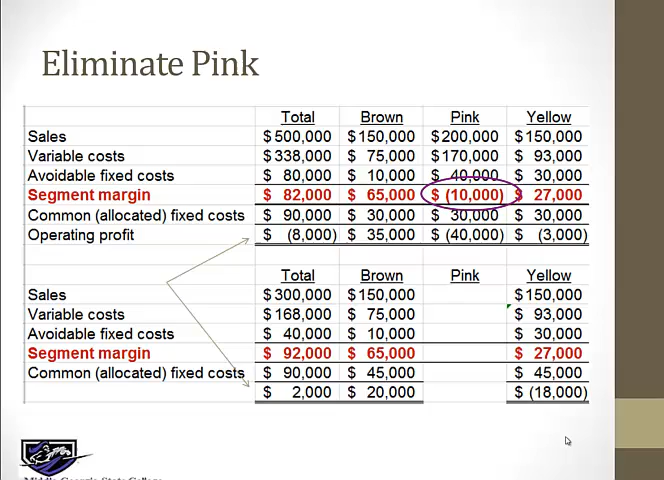 Eliminate Pink
Total Brown Pink Yellow
Sales $ 500,000 $ 150,000 $ 200,000 $ 150,000
Variable costs $ 338,000 $ 75,000 $ 170,000 $ 93,000
Avoidable fixed costs $ 80,000 $ 10,000 $ 40,000 $ 30,000
Segment margin $ 82,000 $ 65,000 $ (10,000) $ 27,000
Common (allocated) fixed costs $ 90,000 $ 30,000 $ 30,000 $ 30,000
Operating profit $ (8,000) $ 35,000 $ (40,000) $ (3,000)
Total Brown Pink Yellow
Sales $ 300,000 $ 150,000 $ 150,000
Variable costs $ 168,000 $ 75,000 $ 93,000
Avoidable fixed costs $ 40,000 $ 10,000 $ 30,000
Segment margin $ 92,000 $ 65,000 $ 27,000
Common (allocated) fixed costs $ 90,000 $ 45,000 $ 45,000
$ 2,000 $ 20,000 $ (18,000)
Middle Georgia State College